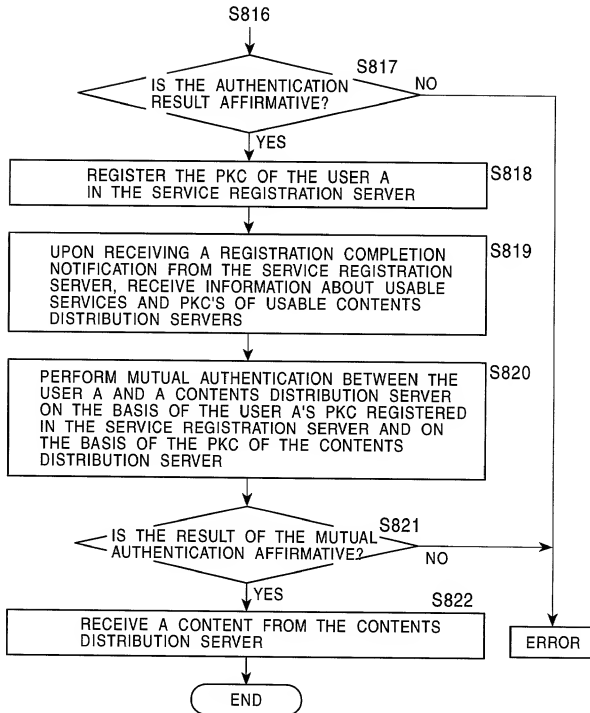 S816
S817
IS THE AUTHENTICATION
RESULT AFFIRMATIVE?
NO
YES
REGISTER THE PKC OF THE USER A
IN THE SERVICE REGISTRATION SERVER
S818
UPON RECEIVING A REGISTRATION COMPLETION
NOTIFICATION FROM THE SERVICE REGISTRATION
SERVER, RECEIVE INFORMATION ABOUT USABLE
SERVICES AND PKC'S OF USABLE CONTENTS
DISTRIBUTION SERVERS
S819
PERFORM MUTUAL AUTHENTICATION BETWEEN THE
USER A AND A CONTENTS DISTRIBUTION SERVER
ON THE BASIS OF THE USER A'S PKC REGISTERED
IN THE SERVICE REGISTRATION SERVER AND ON
THE BASIS OF THE PKC OF THE CONTENTS
DISTRIBUTION SERVER
S820
S821
IS THE RESULT OF THE MUTUAL
AUTHENTICATION AFFIRMATIVE?
NO
YES
S822
RECEIVE A CONTENT FROM THE CONTENTS
DISTRIBUTION SERVER
ERROR
END